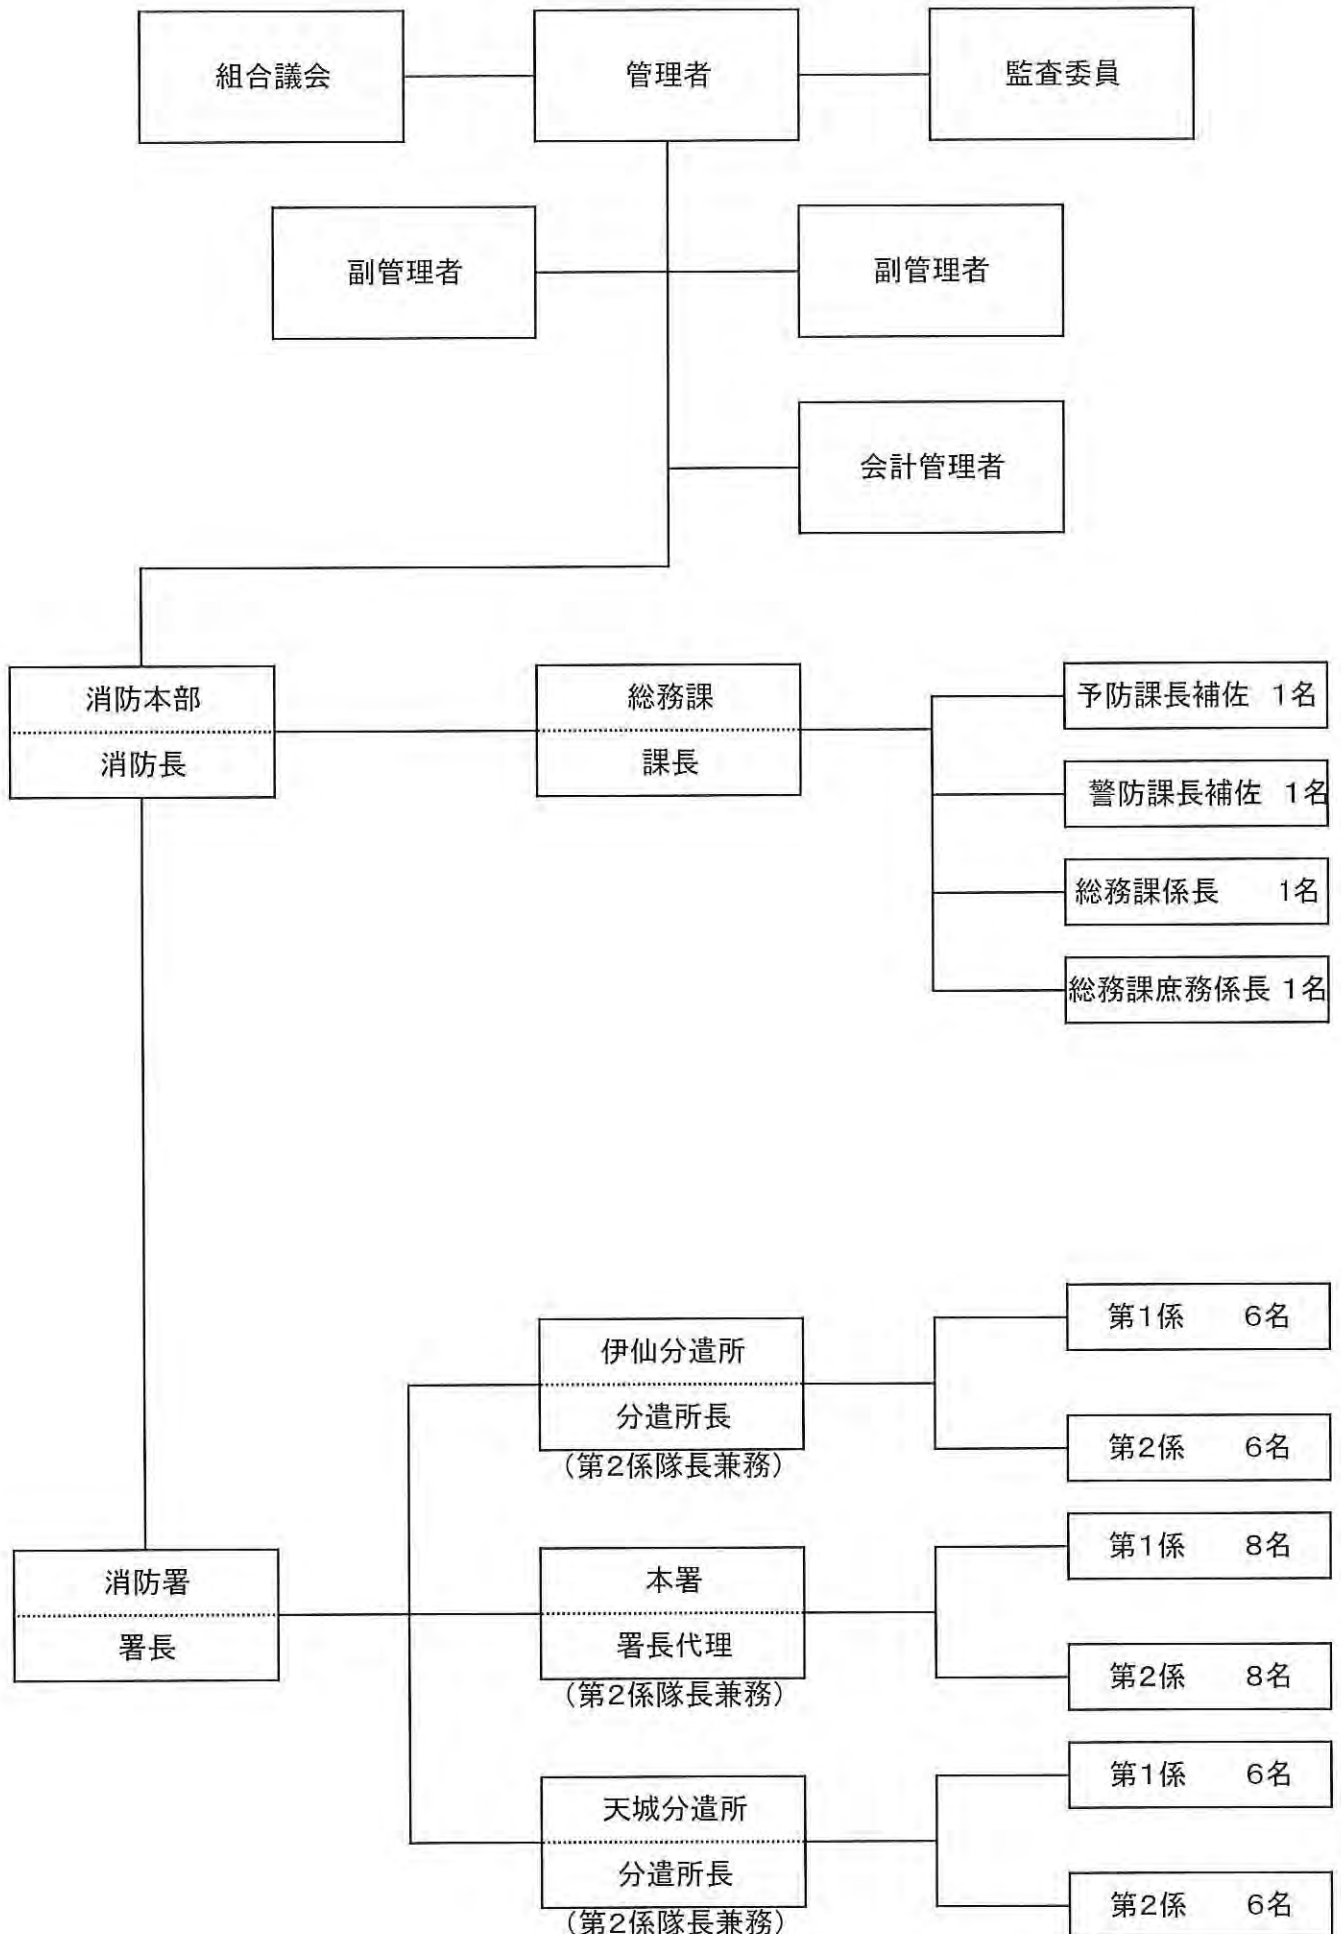 組合議会
管理者
監査委員
副管理者
副管理者
会計管理者
消防本部
消防長
総務課
課長
予防課長補佐 1名
警防課長補佐 1名
総務課係長 1名
総務課庶務係長 1名
伊仙分遣所
分遣所長
(第2係隊長兼務)
第1係 6名
第2係 6名
消防署
署長
本署
署長代理
(第2係隊長兼務)
第1係 8名
第2係 8名
天城分遣所
分遣所長
(第2係隊長兼務)
第1係 6名
第2係 6名